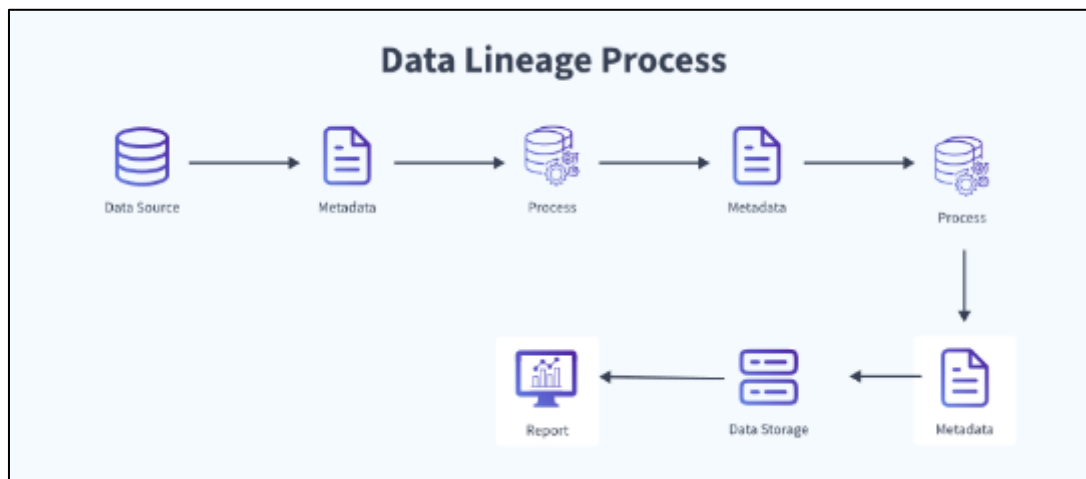 Data Lineage Process
Data Source
Metadata
Process
Metadata
Process
Report
Data Storage
Metadata